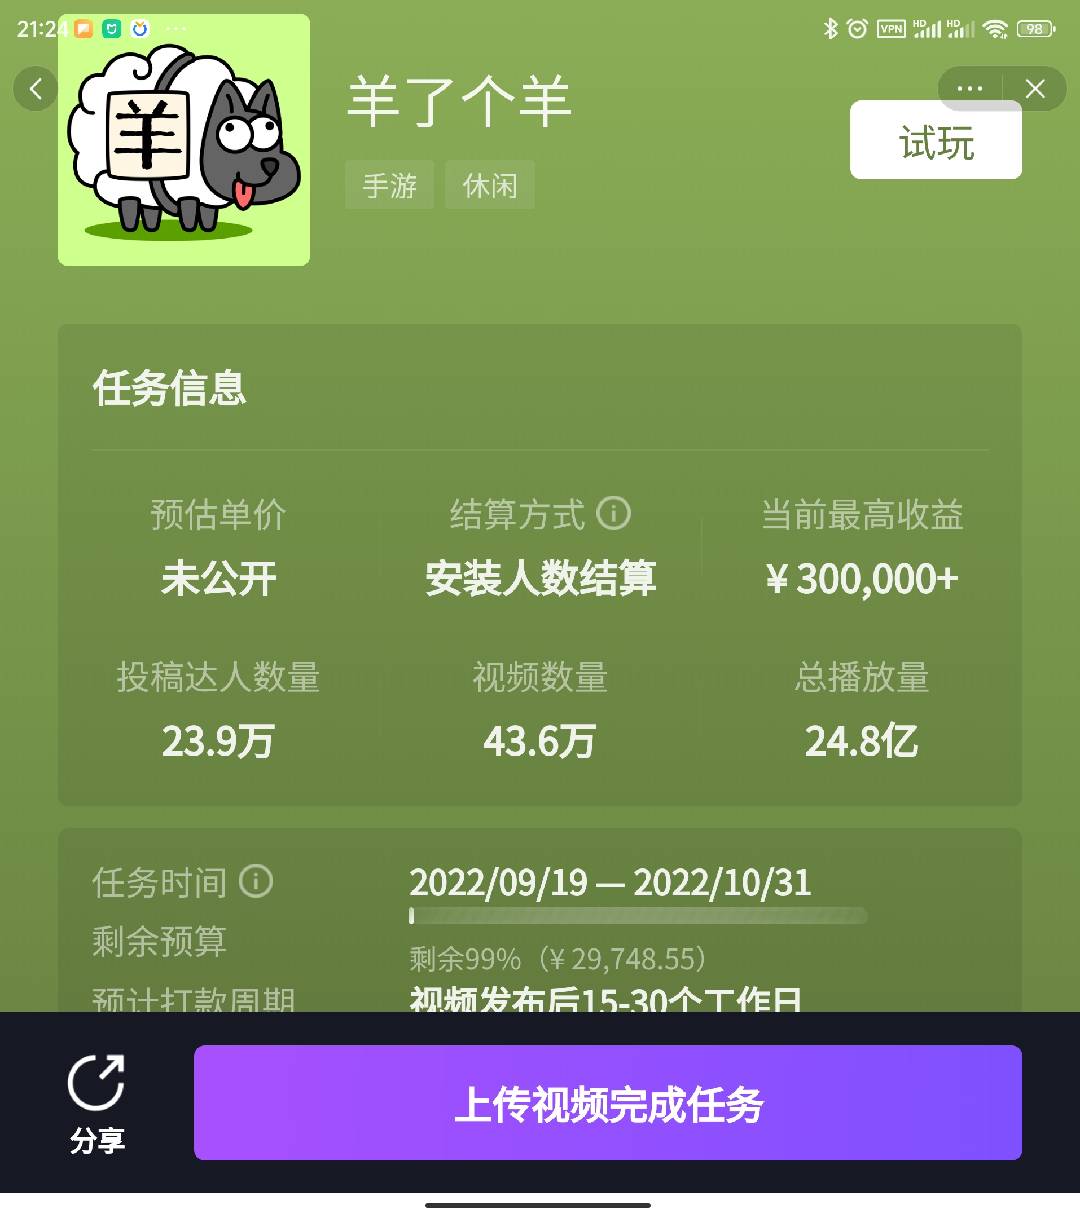 21:24
HD HD
VPN 98
羊
羊了个羊
试玩
手游 休闲
任务信息
预估单价 结算方式 当前最高收益
未公开 安装人数结算 ¥300,000+
投稿达人数量 视频数量 总播放量
23.9万 43.6万 24.8亿
任务时间 2022/09/19 — 2022/10/31
剩余预算
剩余99%（¥ 29,748.55）
预计打款周期 视频发布后15-30个工作日
分享
上传视频完成任务